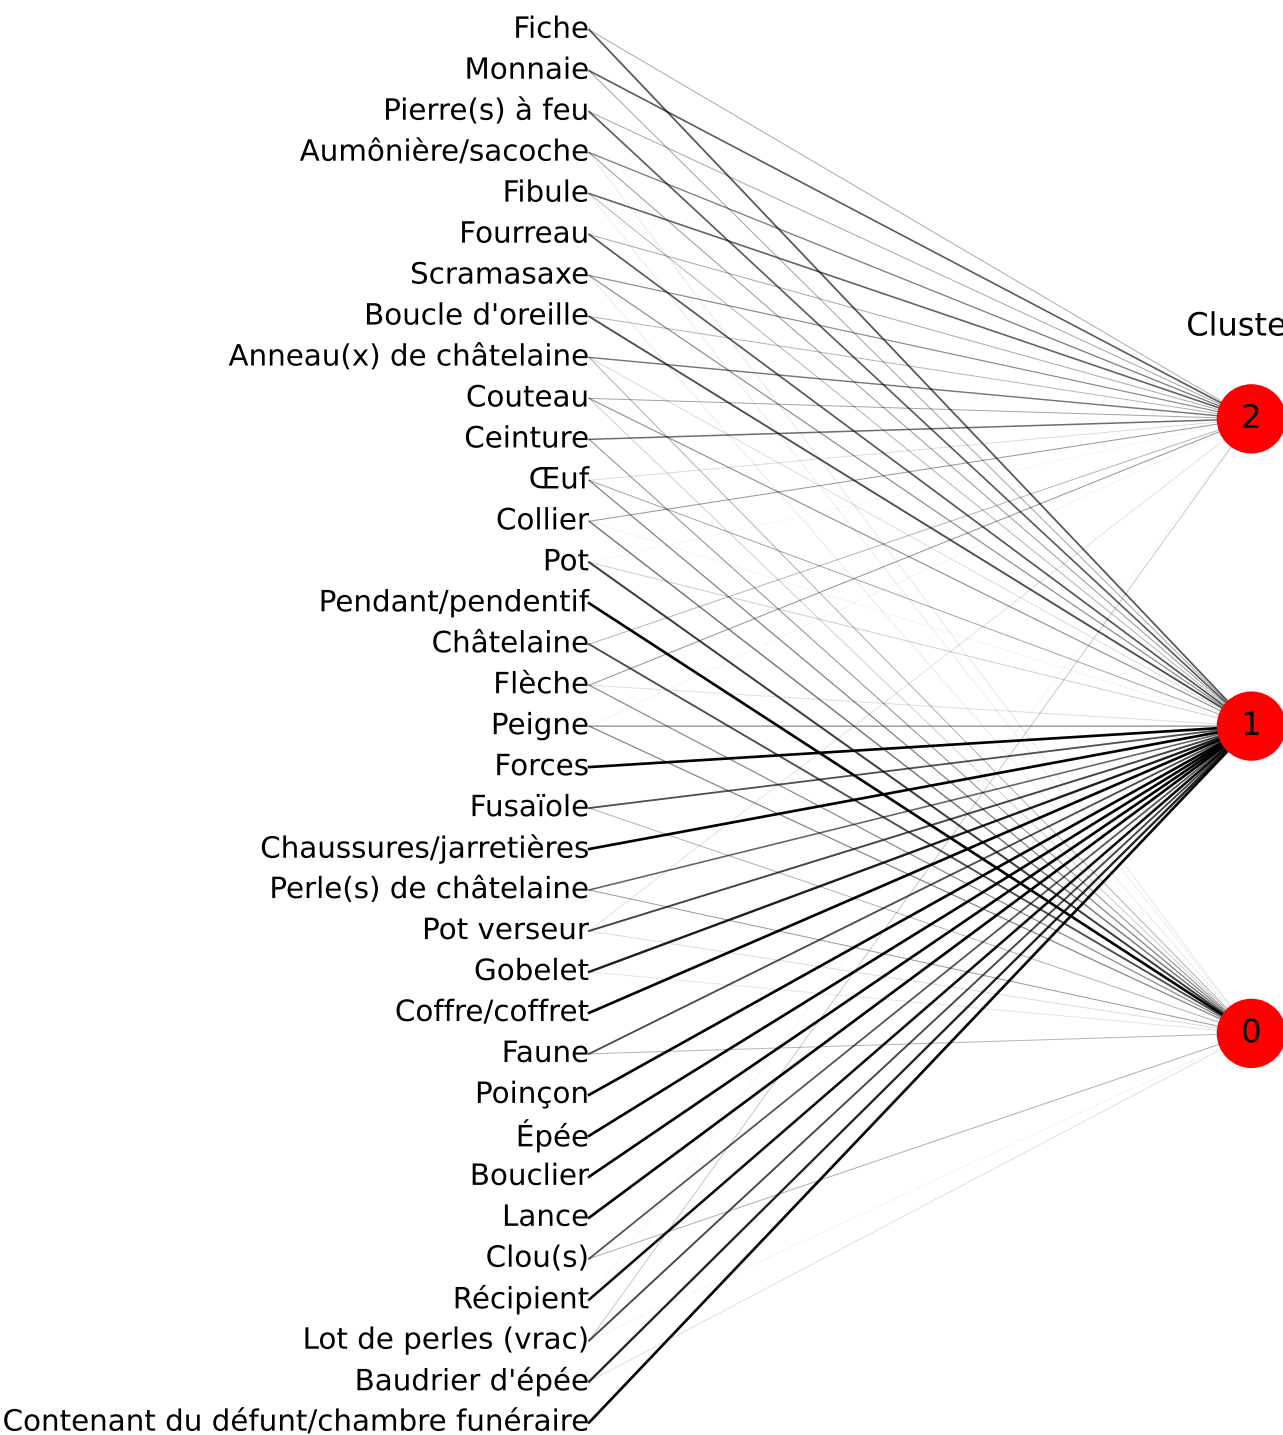 Fiche
Monnaie
Pierre(s) à feu
Aumônière/sacoche
Fibule
Fourreau
Scramasaxe
Boucle d'oreille
Cluste
Anneau(x) de châtelaine
Couteau
2
Ceinture
Œuf
Collier
Pot
Pendant/pendentif
Châtelaine
Flèche
Peigne
1
Forces
Fusaïole
Chaussures/jarretières
Perle(s) de châtelaine
Pot verseur
Gobelet
Coffre/coffret
0
Faune
Poinçon
Épée
Bouclier
Lance
Clou(s)
Récipient
Lot de perles (vrac)
Baudrier d'épée
Contenant du défunt/chambre funéraire